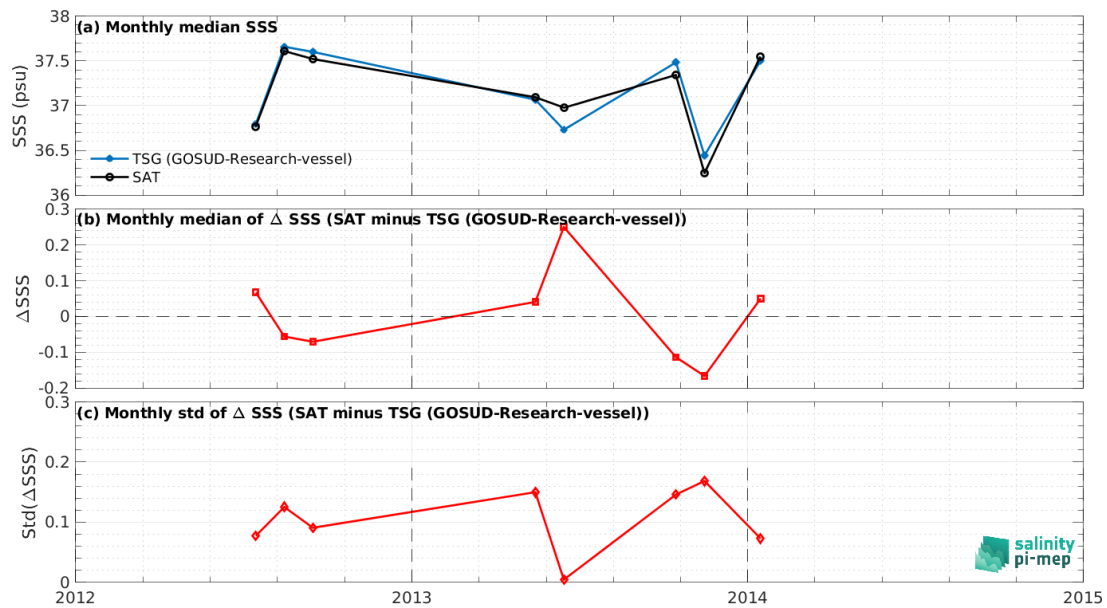 (a) Monthly median SSS
38
37.5
37
36.5
36
SSS (psu)
TSG (GOSUD-Research-vessel)
SAT
(b) Monthly median of Δ SSS (SAT minus TSG (GOSUD-Research-vessel))
0.3
0.2
0.1
0
-0.1
-0.2
ΔSSS
(c) Monthly std of Δ SSS (SAT minus TSG (GOSUD-Research-vessel))
0.3
0.2
0.1
0
Std(ΔSSS)
2012
2013
2014
2015
salinity
pi-mep